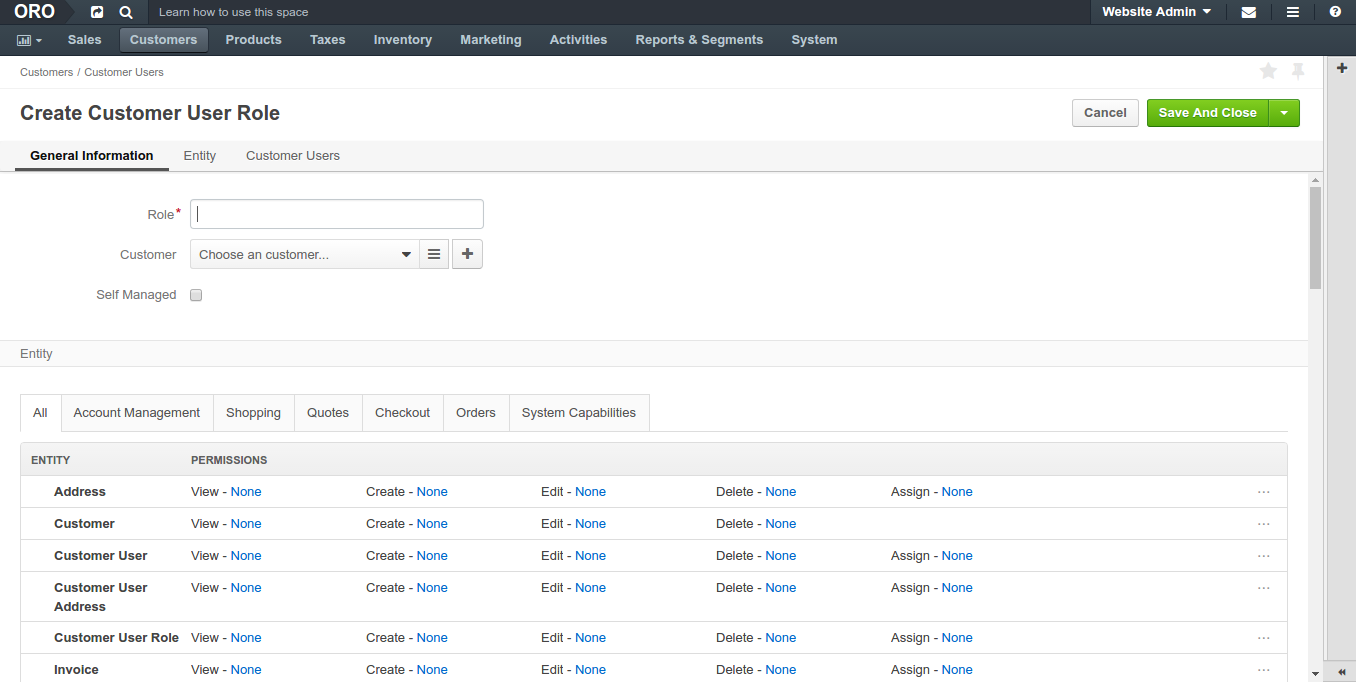 ORO Learn how to use this space Website Admin
Sales Customers Products Taxes Inventory Marketing Activities Reports & Segments System
Customers / Customer Users
Create Customer User Role Cancel Save And Close
General Information Entity Customer Users
Role*
Customer Choose an customer...
Self Managed
Entity
All Account Management Shopping Quotes Checkout Orders System Capabilities
ENTITY PERMISSIONS
Address View - None Create - None Edit - None Delete - None Assign - None ...
Customer View - None Create - None Edit - None Delete - None ...
Customer User View - None Create - None Edit - None Delete - None Assign - None ...
Customer User View - None Create - None Edit - None Delete - None Assign - None ...
Address
Customer User Role View - None Create - None Edit - None Delete - None Assign - None ...
Invoice View - None Create - None Edit - None Delete - None Assign - None ...